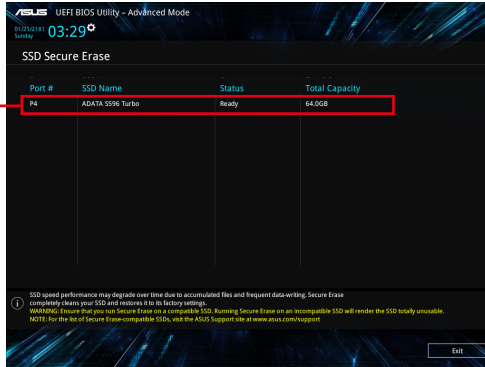 ASUS UEFI BIOS Utility – Advanced Mode
01/21/2181
Sunday
03:29
SSD Secure Erase
Port # SSD Name Status Total Capacity
P4 ADATA S596 Turbo Ready 64.0GB
SSD speed performance may degrade over time due to accumulated files and frequent data-writing. Secure Erase
completely cleans your SSD and restores it to its factory settings.
WARNING: Ensure that you run Secure Erase on a compatible SSD. Running Secure Erase on an incompatible SSD will render the SSD totally unusable.
NOTE: For the list of Secure Erase-compatible SSDs, visit the ASUS Support site at www.asus.com/support
Exit